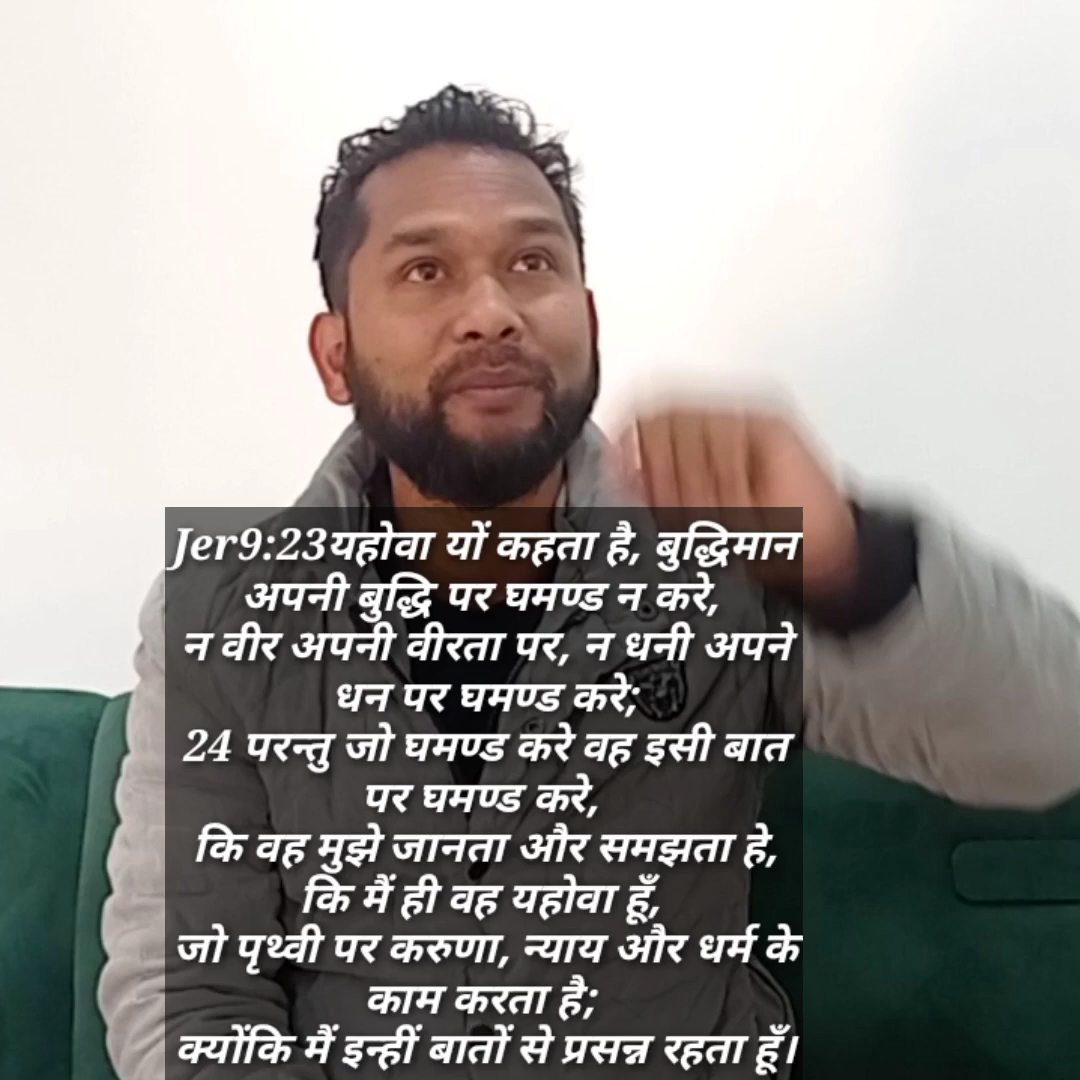 Jer9:23यहोवा यों कहता है, बुद्धिमान
अपनी बुद्धि पर घमण्ड न करे,
न वीर अपनी वीरता पर, न धनी अपने
धन पर घमण्ड करे;
24 परन्तु जो घमण्ड करे वह इसी बात
पर घमण्ड करे,
कि वह मुझे जानता और समझता हे,
कि मैं ही वह यहोवा हूँ,
जो पृथ्वी पर करुणा, न्याय और धर्म के
काम करता है;
क्योंकि मैं इन्हीं बातों से प्रसन्न रहता हूँ।